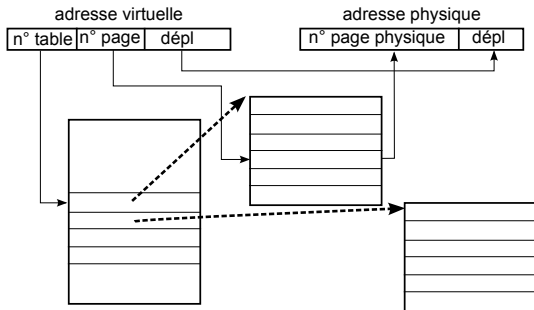 adresse virtuelle
adresse physique
n° table n° page dépl
n° page physique dépl